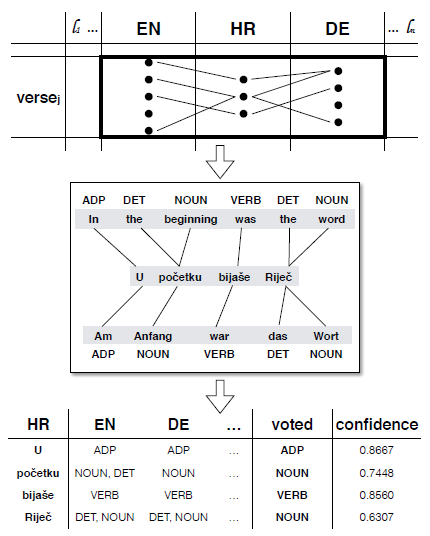 l₁ ... EN HR DE ... lₙ
verseⱼ
ADP DET NOUN VERB DET NOUN
In the beginning was the word
U početku bijaše Riječ
Am Anfang war das Wort
ADP NOUN VERB DET NOUN
HR EN DE ... voted confidence
U ADP ADP ... ADP 0.8667
početku NOUN, DET NOUN ... NOUN 0.7448
bijaše VERB VERB ... VERB 0.8560
Riječ DET, NOUN DET, NOUN ... NOUN 0.6307